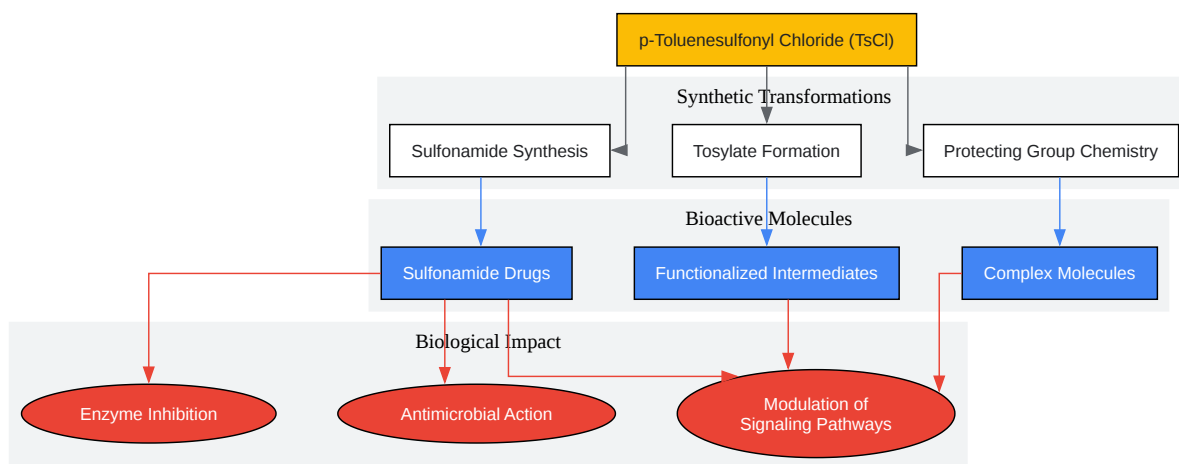 p-Toluenesulfonyl Chloride (TsCl)
Synthetic Transformations
Sulfonamide Synthesis
Tosylate Formation
Protecting Group Chemistry
Bioactive Molecules
Sulfonamide Drugs
Functionalized Intermediates
Complex Molecules
Biological Impact
Enzyme Inhibition
Antimicrobial Action
Modulation of
Signaling Pathways